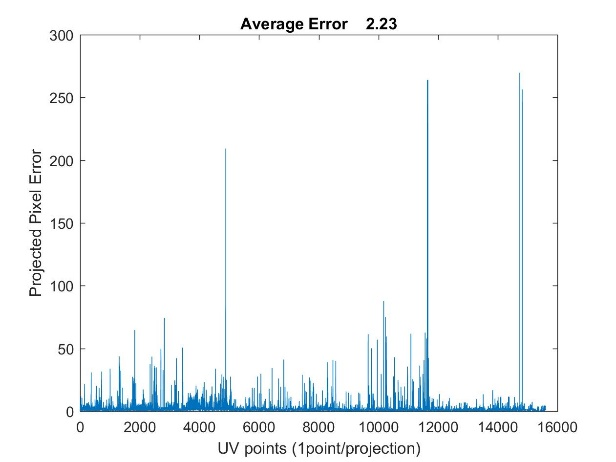 Average Error 2.23
300
250
200
150
100
50
0
Projected Pixel Error
0 2000 4000 6000 8000 10000 12000 14000 16000
UV points (1point/projection)